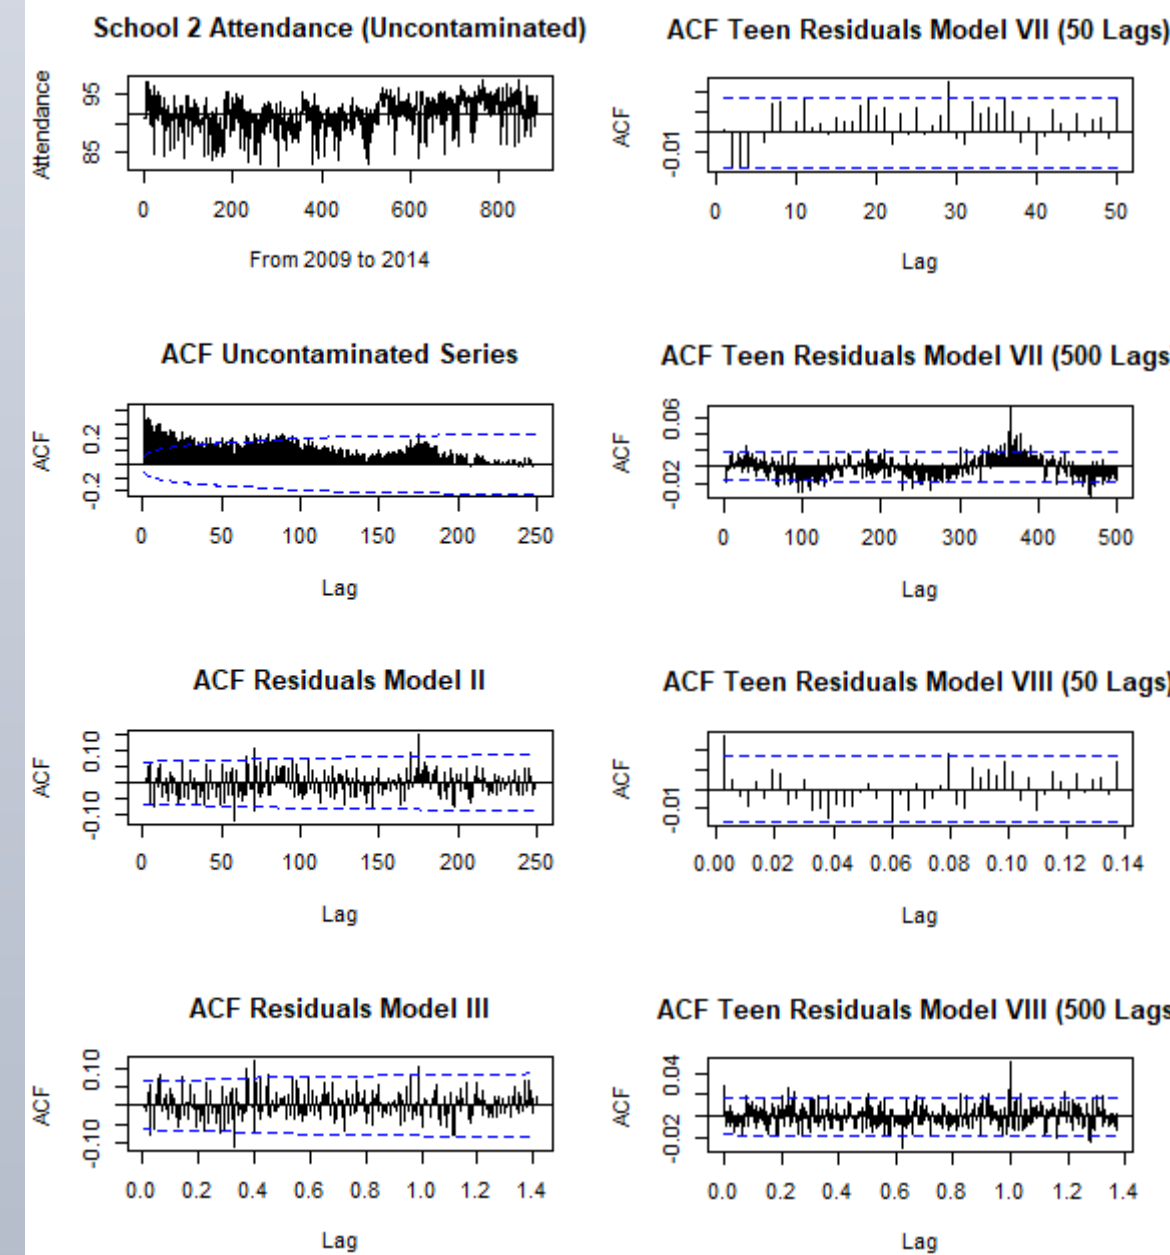 School 2 Attendance (Uncontaminated)
Attendance
95
85
0 200 400 600 800
From 2009 to 2014
ACF Teen Residuals Model VII (50 Lags)
ACF
-0.01
0 10 20 30 40 50
Lag
ACF Uncontaminated Series
ACF
0.2
-0.2
0 50 100 150 200 250
Lag
ACF Teen Residuals Model VII (500 Lags
ACF
0.06
-0.02
0 100 200 300 400 500
Lag
ACF Residuals Model II
ACF
0.10
-0.10
0 50 100 150 200 250
Lag
ACF Teen Residuals Model VIII (50 Lags)
ACF
-0.01
0.00 0.02 0.04 0.06 0.08 0.10 0.12 0.14
Lag
ACF Residuals Model III
ACF
0.10
-0.10
0.0 0.2 0.4 0.6 0.8 1.0 1.2 1.4
Lag
ACF Teen Residuals Model VIII (500 Lags
ACF
0.04
-0.02
0.0 0.2 0.4 0.6 0.8 1.0 1.2 1.4
Lag